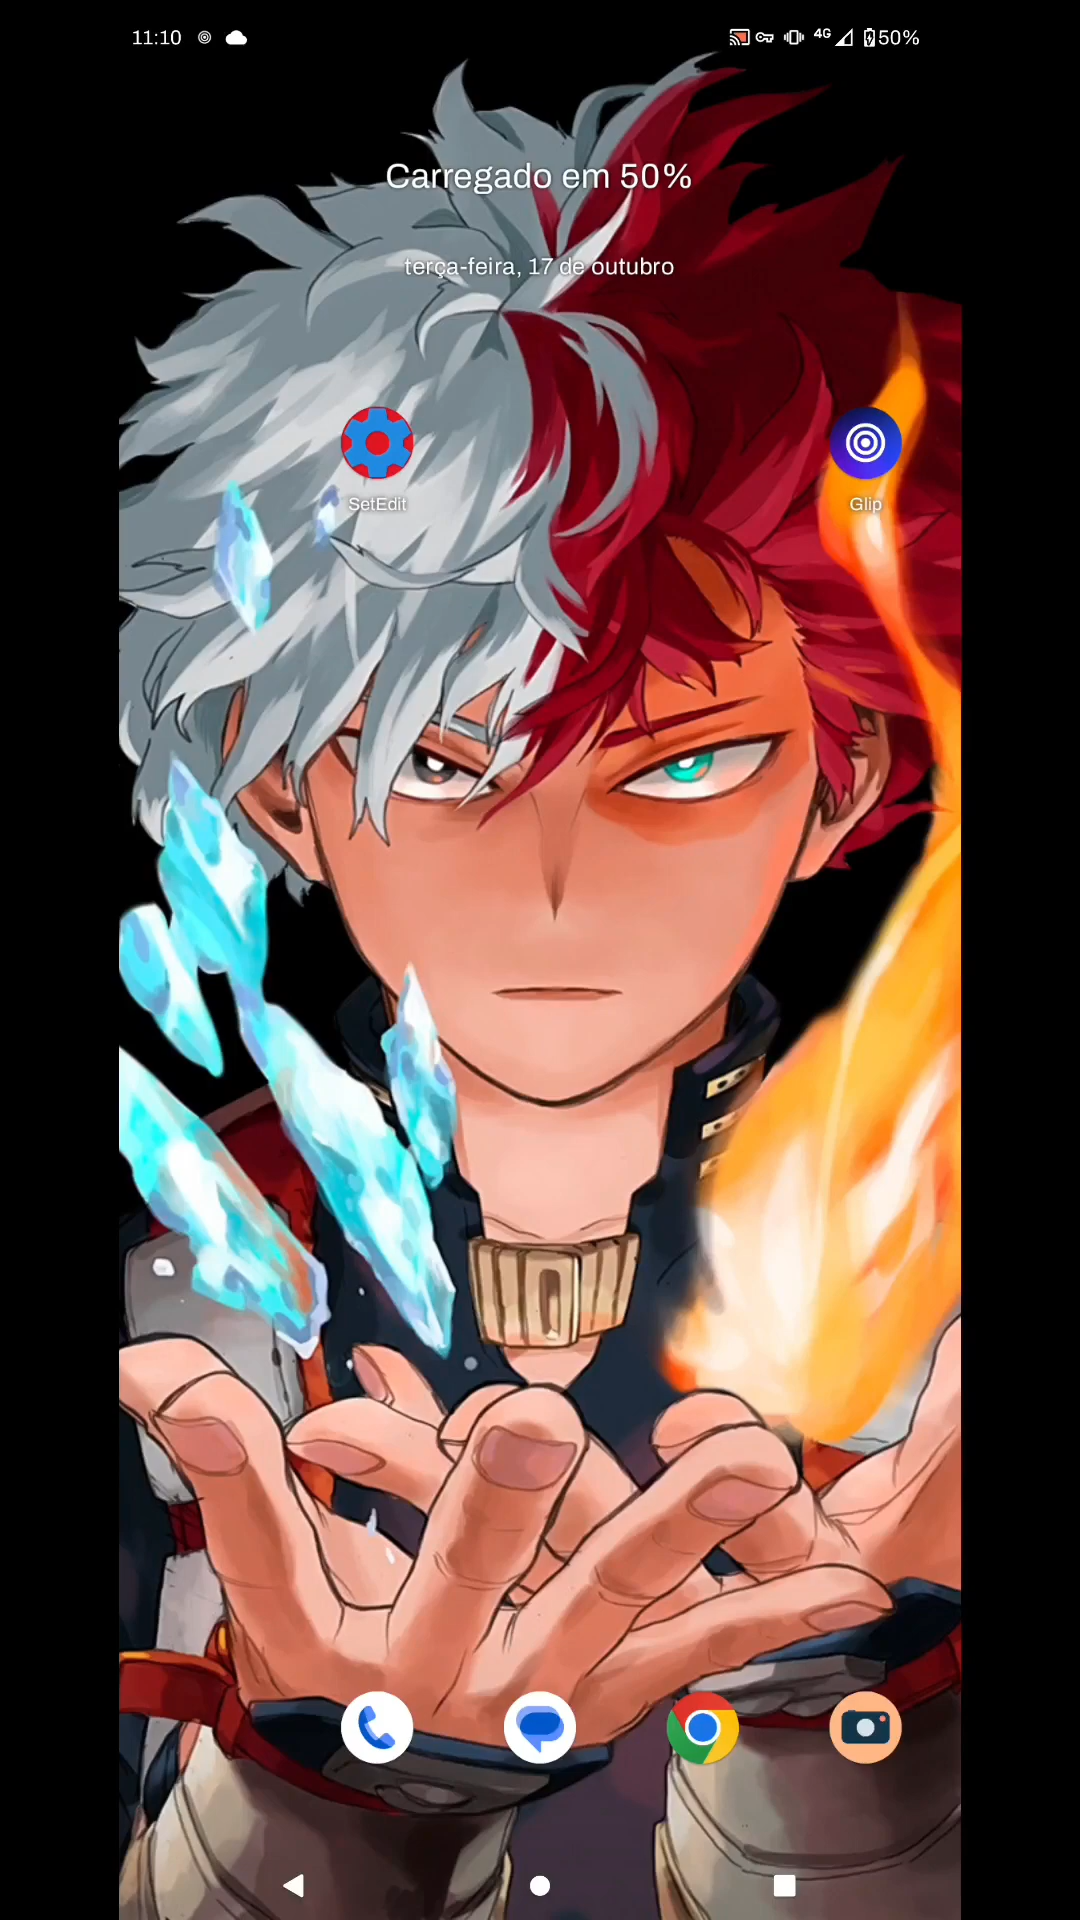 11:10
4G
50%
Carregado em 50%
terça-feira, 17 de outubro
SetEdit
Glip